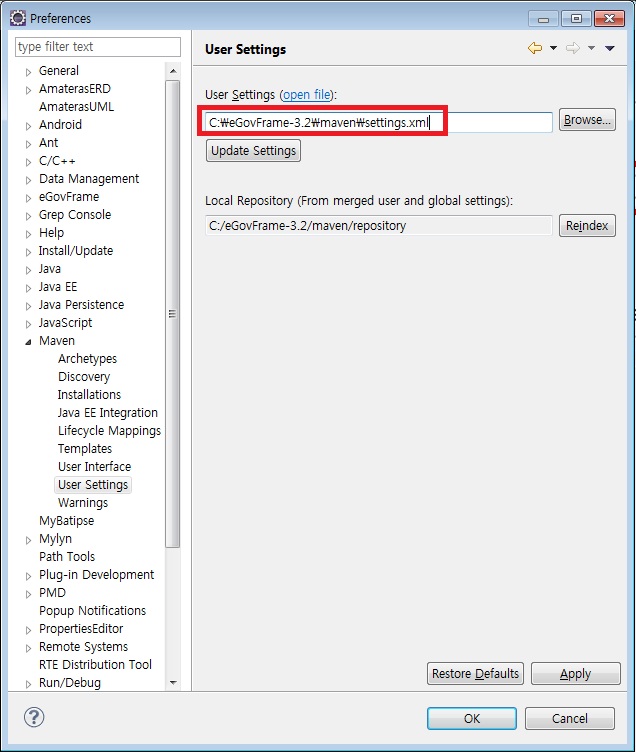 Preferences
type filter text
General
AmaterasERD
AmaterasUML
Android
Ant
C/C++
Data Management
eGovFrame
Grep Console
Help
Install/Update
Java
Java EE
Java Persistence
JavaScript
Maven
Archetypes
Discovery
Installations
Java EE Integration
Lifecycle Mappings
Templates
User Interface
User Settings
Warnings
MyBatipse
Mylyn
Path Tools
Plug-in Development
PMD
Popup Notifications
PropertiesEditor
Remote Systems
RTE Distribution Tool
Run/Debug
User Settings
User Settings (open file):
C:₩eGovFrame-3.2₩maven₩settings.xml
Browse...
Update Settings
Local Repository (From merged user and global settings):
C:/eGovFrame-3.2/maven/repository
Reindex
Restore Defaults
Apply
?
OK
Cancel